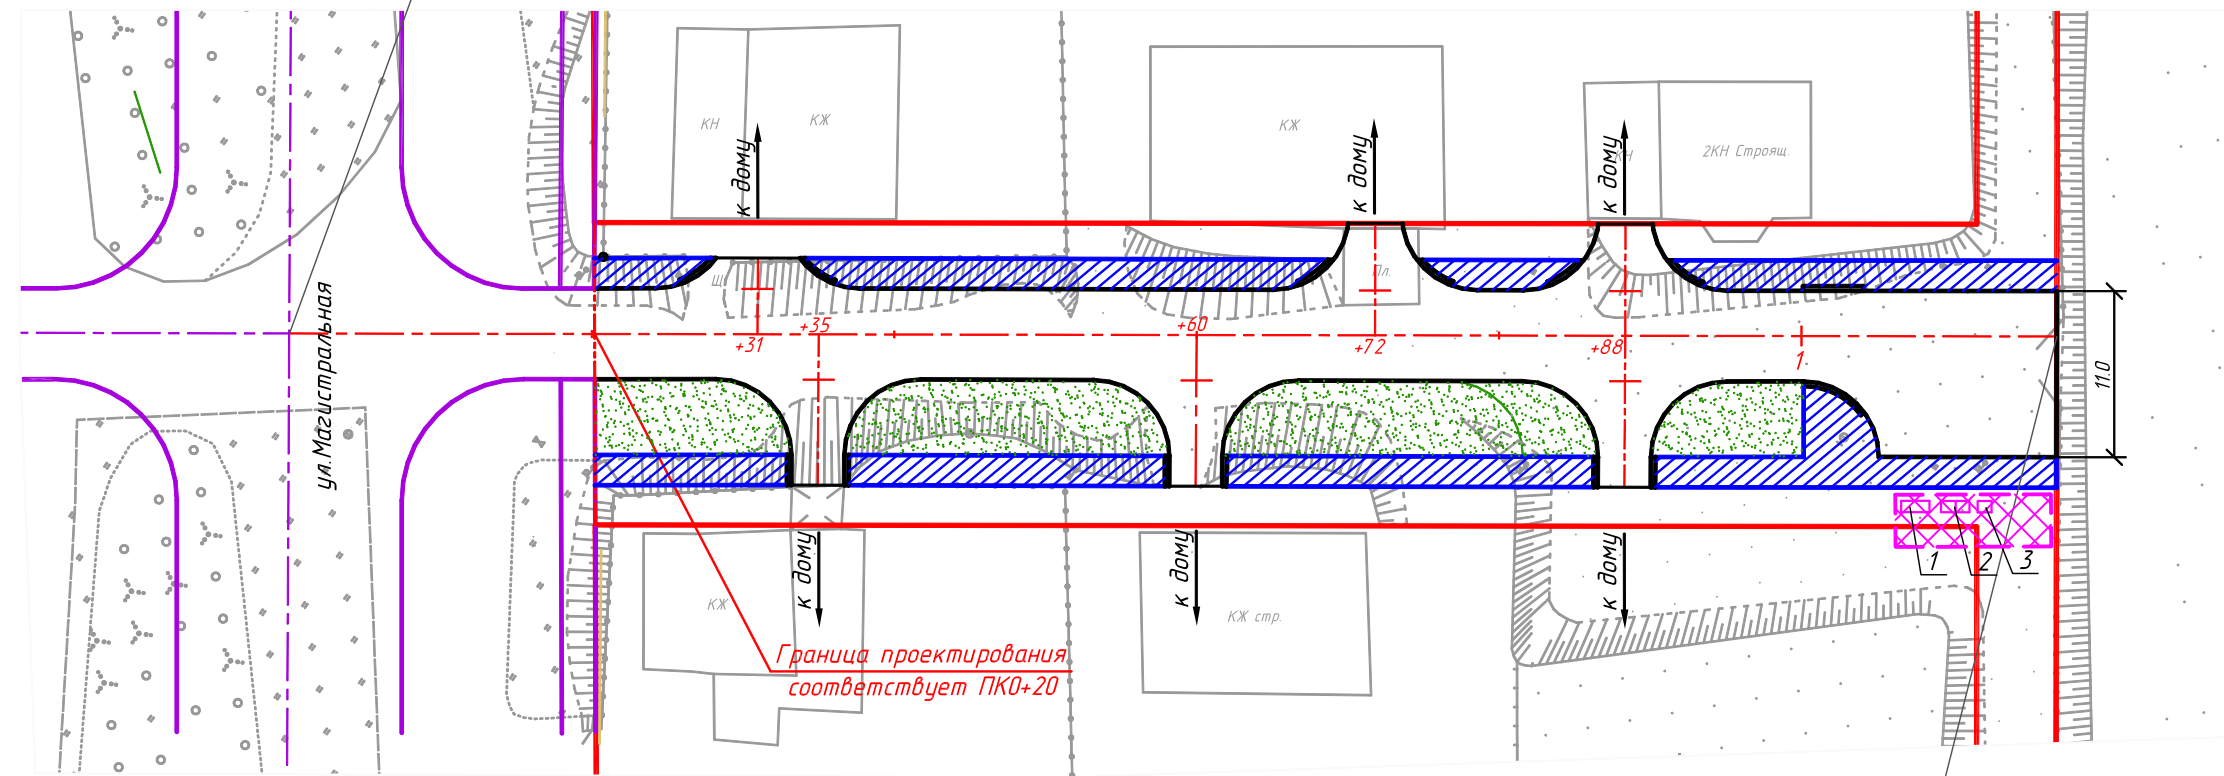 КН
КЖ
к дому
КЖ
к дому
КН
к дому
2КН Строящ.
Щ
Пл.
ул.Магистральная
+35
+31
+60
+72
+88
1
11.0
КЖ
к дому
к дому
КЖ стр.
к дому
1
2
3
Граница проектирования
соответствует ПК0+20